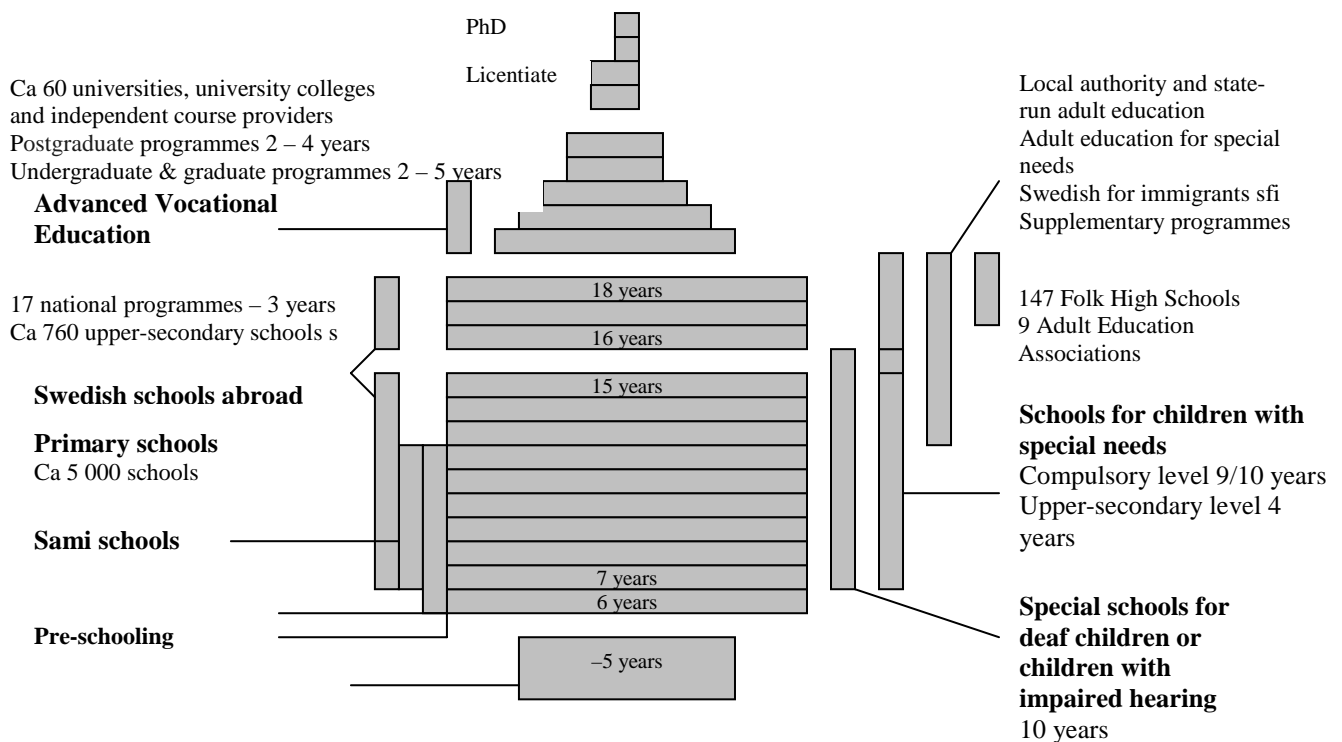 PhD
Licentiate
Ca 60 universities, university colleges
and independent course providers
Postgraduate programmes 2 – 4 years
Undergraduate & graduate programmes 2 – 5 years
Advanced Vocational
Education
17 national programmes – 3 years
Ca 760 upper-secondary schools s
Swedish schools abroad
Primary schools
Ca 5 000 schools
Sami schools
Pre-schooling
18 years
16 years
15 years
7 years
6 years
–5 years
Local authority and state-
run adult education
Adult education for special
needs
Swedish for immigrants sfi
Supplementary programmes
147 Folk High Schools
9 Adult Education
Associations
Schools for children with
special needs
Compulsory level 9/10 years
Upper-secondary level 4
years
Special schools for
deaf children or
children with
impaired hearing
10 years